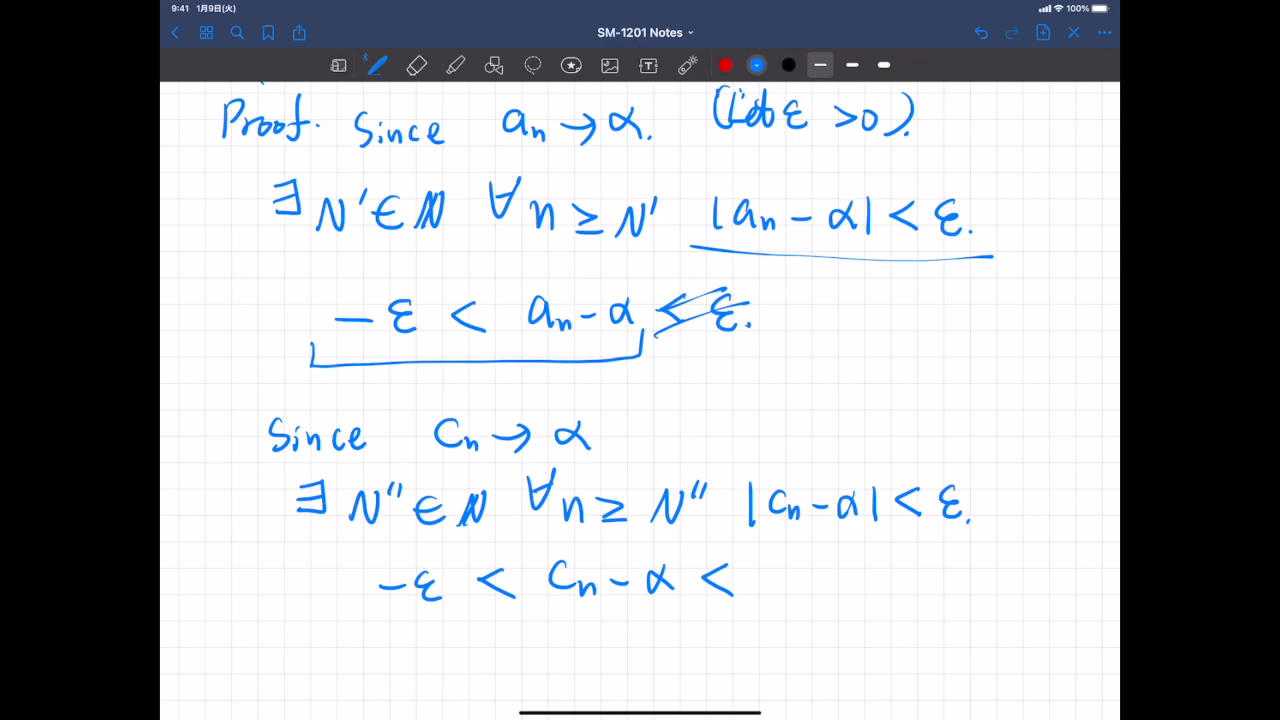 9:41 1月9日(火)
100%
SM-1201 Notes
Proof. Since aₙ → α. (Let ε > 0).
∃ N' ∈ ℕ ∀n ≥ N' |aₙ - α| < ε.
- ε < aₙ - α < ε.
Since Cₙ → α
∃ N'' ∈ ℕ ∀n ≥ N'' |Cₙ - α| < ε.
- ε < Cₙ - α <